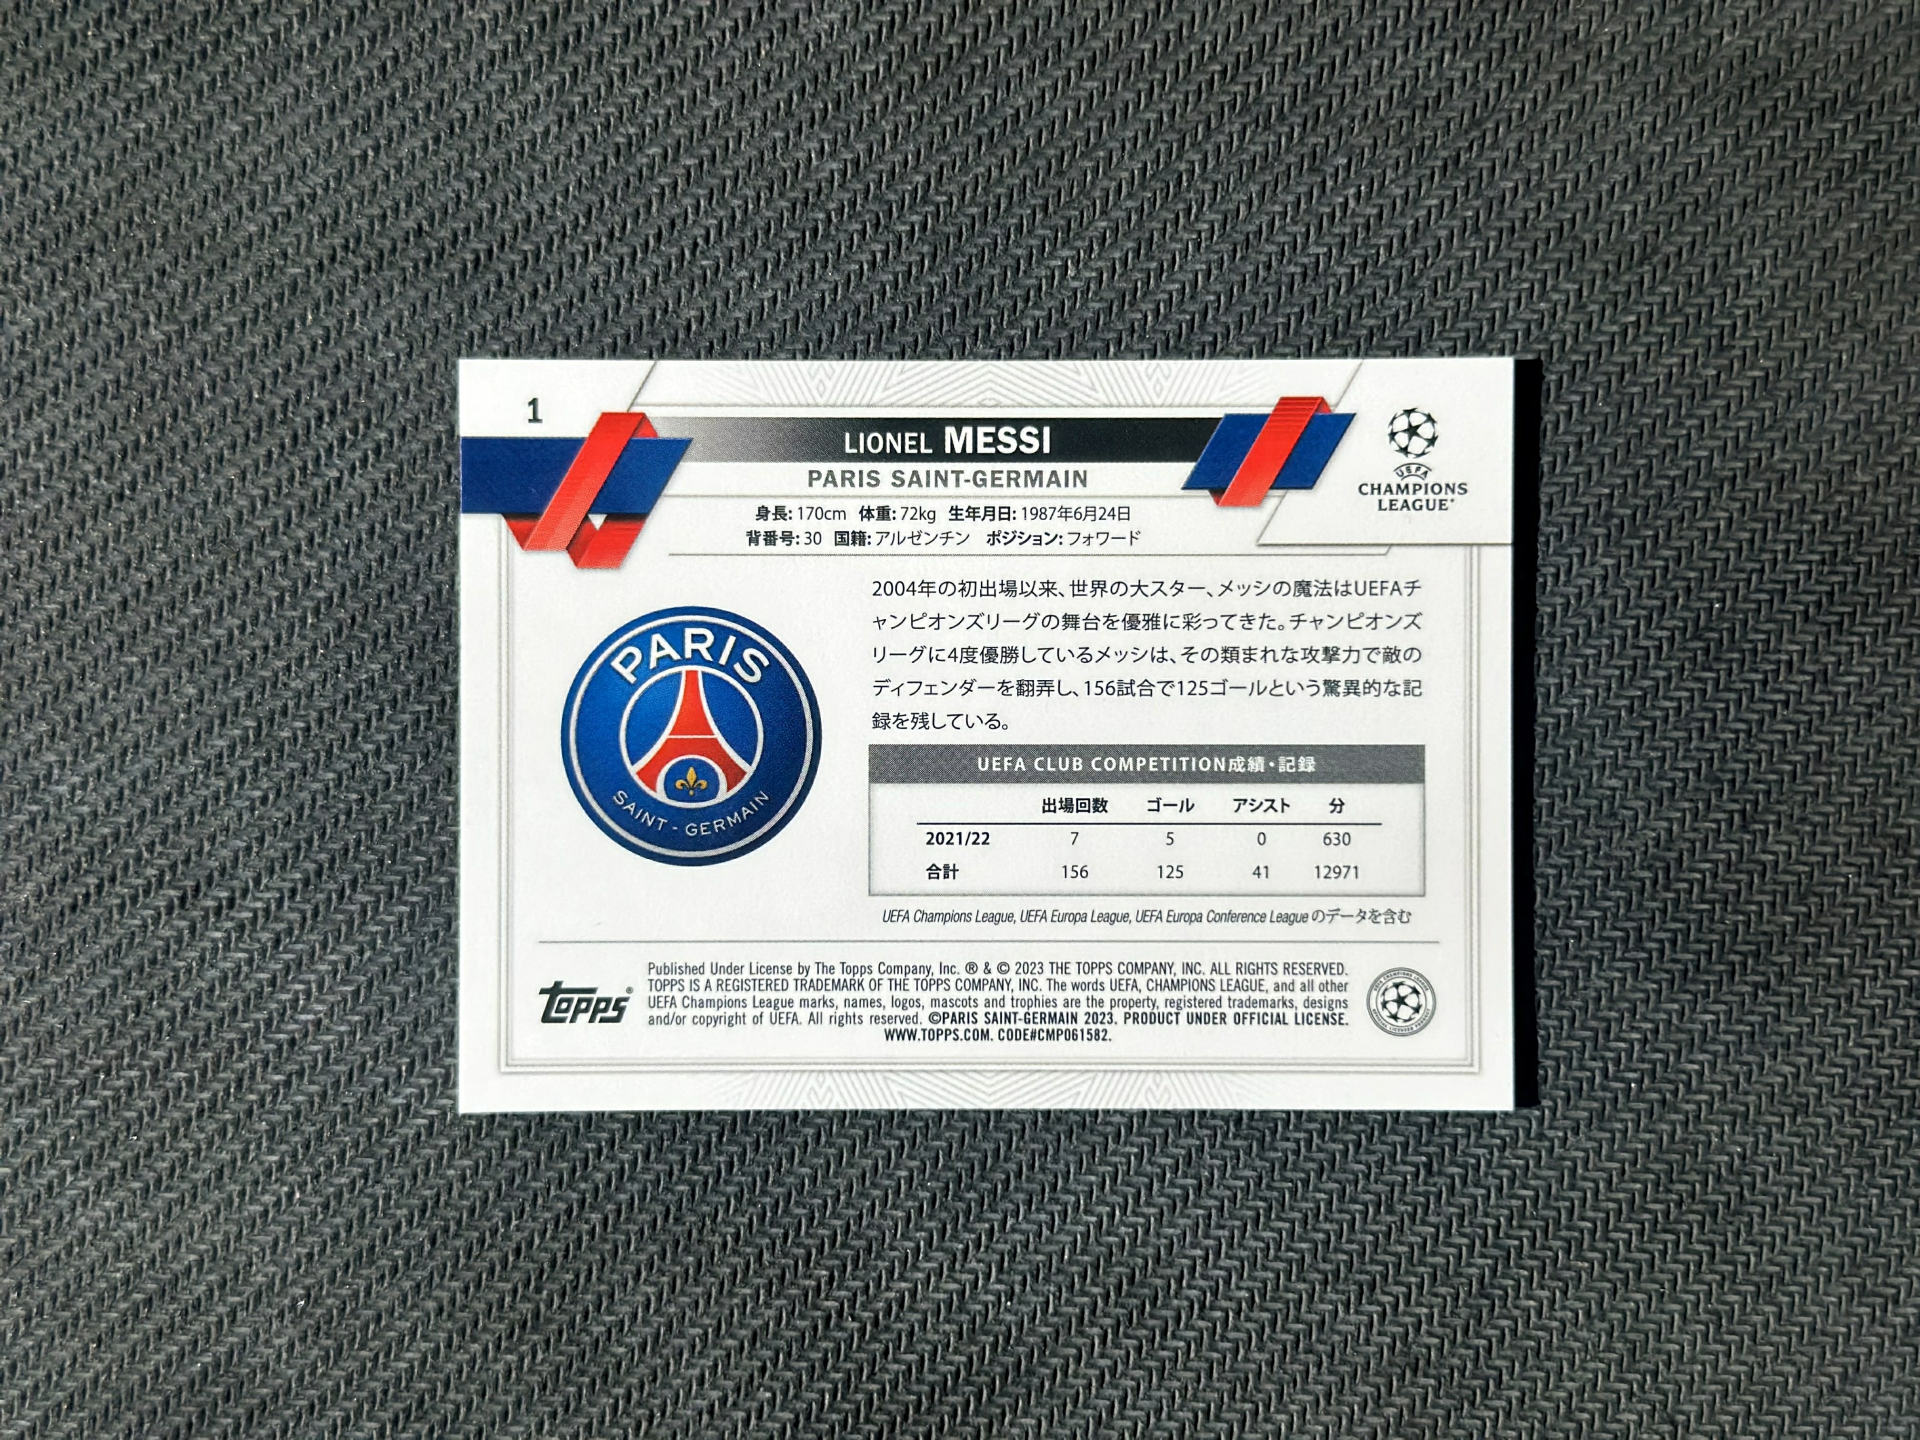 1
LIONEL MESSI
PARIS SAINT-GERMAIN
UEFA
CHAMPIONS
LEAGUE
身長: 170cm 体重: 72kg 生年月日: 1987年6月24日
背番号: 30 国籍: アルゼンチン ポジション: フォワード
2004年の初出場以来、世界の大スター、メッシの魔法はUEFAチ
ャンピオンズリーグの舞台を優雅に彩ってきた。チャンピオンズ
リーグに4度優勝しているメッシは、その類まれな攻撃力で敵の
ディフェンダーを翻弄し、156試合で125ゴールという驚異的な記
録を残している。
PARIS
SAINT - GERMAIN
UEFA CLUB COMPETITION成績・記録
出場回数 ゴール アシスト 分
2021/22 7 5 0 630
合計 156 125 41 12971
UEFA Champions League, UEFA Europa League, UEFA Europa Conference League のデータを含む
topps®
Published Under License by The Topps Company, Inc. ® & © 2023 THE TOPPS COMPANY, INC. ALL RIGHTS RESERVED.
TOPPS IS A REGISTERED TRADEMARK OF THE TOPPS COMPANY, INC. The words UEFA, CHAMPIONS LEAGUE, and all other
UEFA Champions League marks, names, logos, mascots and trophies are the property, registered trademarks, designs
and/or copyright of UEFA. All rights reserved. ©PARIS SAINT-GERMAIN 2023. PRODUCT UNDER OFFICIAL LICENSE.
WWW.TOPPS.COM. CODE#CMP061582.